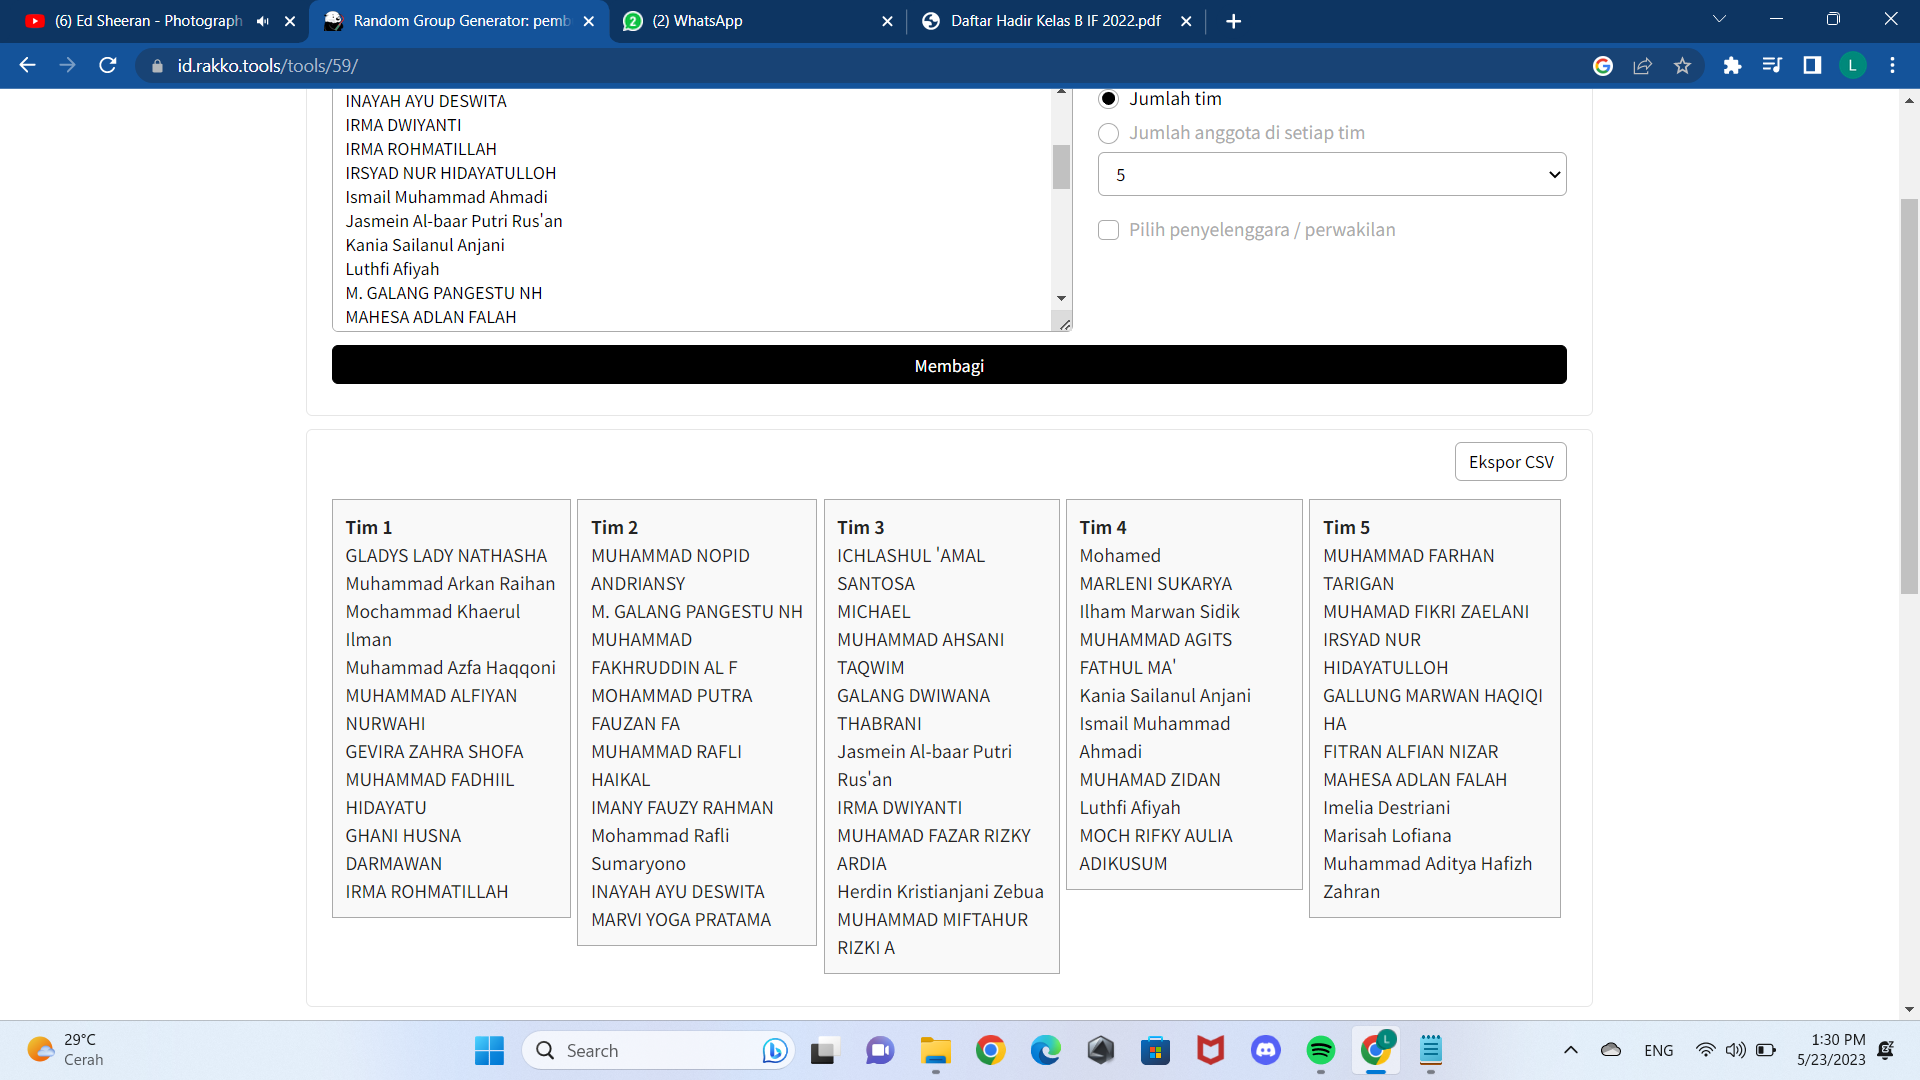 (6) Ed Sheeran - Photograph
Random Group Generator: pemb
(2) WhatsApp
Daftar Hadir Kelas B IF 2022.pdf
id.rakko.tools/tools/59/
L
INAYAH AYU DESWITA
IRMA DWIYANTI
IRMA ROHMATILLAH
IRSYAD NUR HIDAYATULLOH
Ismail Muhammad Ahmadi
Jasmein Al-baar Putri Rus'an
Kania Sailanul Anjani
Luthfi Afiyah
M. GALANG PANGESTU NH
MAHESA ADLAN FALAH
Jumlah tim
Jumlah anggota di setiap tim
5
Pilih penyelenggara / perwakilan
Membagi
Ekspor CSV
Tim 1
GLADYS LADY NATHASHA
Muhammad Arkan Raihan
Mochammad Khaerul
Ilman
Muhammad Azfa Haqqoni
MUHAMMAD ALFIYAN
NURWAHI
GEVIRA ZAHRA SHOFA
MUHAMMAD FADHIIL
HIDAYATU
GHANI HUSNA
DARMAWAN
IRMA ROHMATILLAH
Tim 2
MUHAMMAD NOPID
ANDRIANSY
M. GALANG PANGESTU NH
MUHAMMAD
FAKHRUDDIN AL F
MOHAMMAD PUTRA
FAUZAN FA
MUHAMMAD RAFLI
HAIKAL
IMANY FAUZY RAHMAN
Mohammad Rafli
Sumaryono
INAYAH AYU DESWITA
MARVI YOGA PRATAMA
Tim 3
ICHLASHUL 'AMAL
SANTOSA
MICHAEL
MUHAMMAD AHSANI
TAQWIM
GALANG DWIWANA
THABRANI
Jasmein Al-baar Putri
Rus'an
IRMA DWIYANTI
MUHAMAD FAZAR RIZKY
ARDIA
Herdin Kristianjani Zebua
MUHAMMAD MIFTAHUR
RIZKI A
Tim 4
Mohamed
MARLENI SUKARYA
Ilham Marwan Sidik
MUHAMMAD AGITS
FATHUL MA'
Kania Sailanul Anjani
Ismail Muhammad
Ahmadi
MUHAMAD ZIDAN
Luthfi Afiyah
MOCH RIFKY AULIA
ADIKUSUM
Tim 5
MUHAMMAD FARHAN
TARIGAN
MUHAMAD FIKRI ZAELANI
IRSYAD NUR
HIDAYATULLOH
GALLUNG MARWAN HAQIQI
HA
FITRAN ALFIAN NIZAR
MAHESA ADLAN FALAH
Imelia Destriani
Marisah Lofiana
Muhammad Aditya Hafizh
Zahran
29°C
Cerah
Search
L
ENG
1:30 PM
5/23/2023